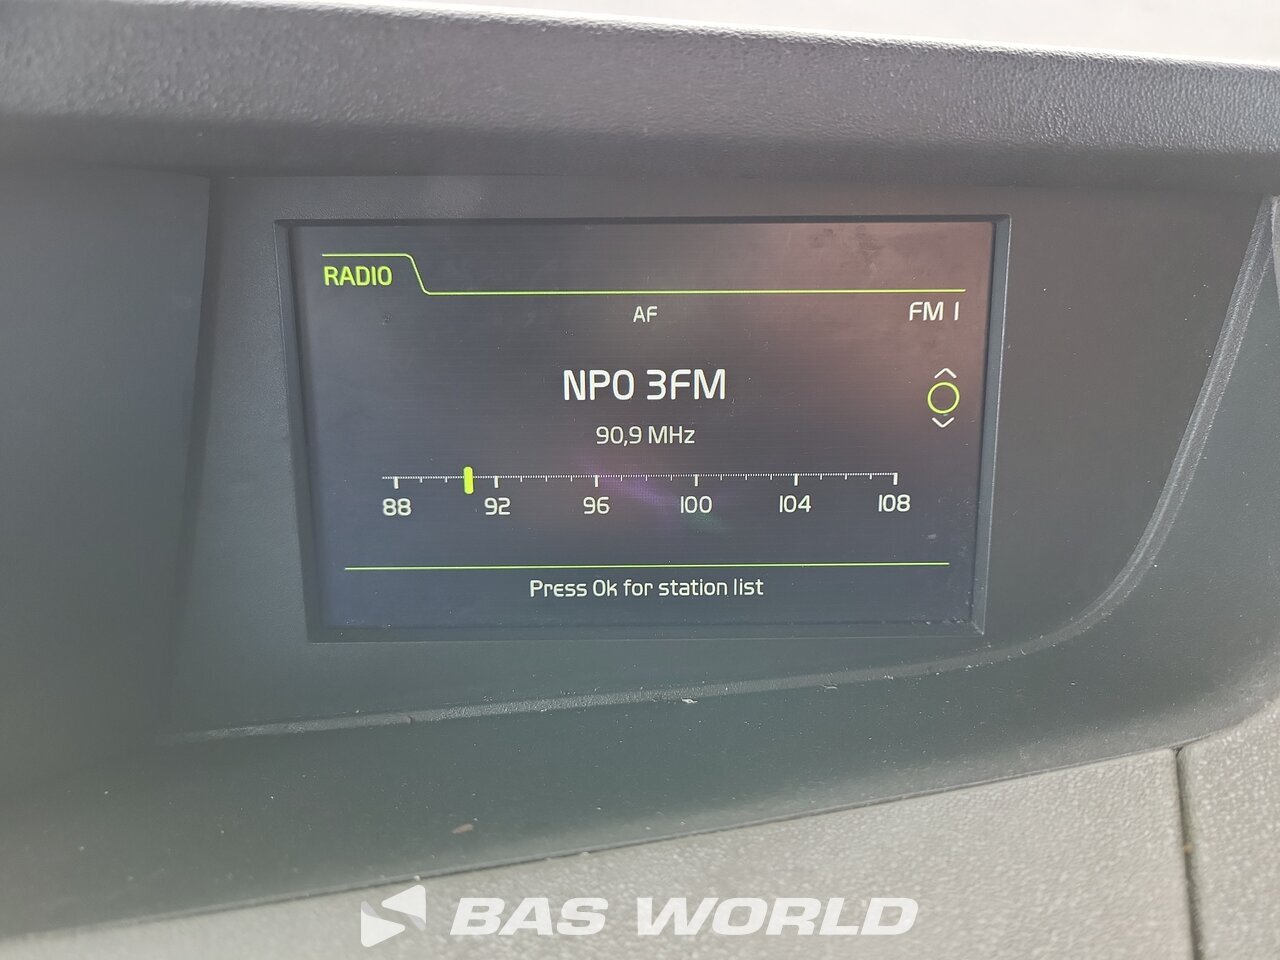 RADIO
AF
FM 1
NPO 3FM
90,9 MHz
88 92 96 100 104 108
Press Ok for station list
BAS WORLD